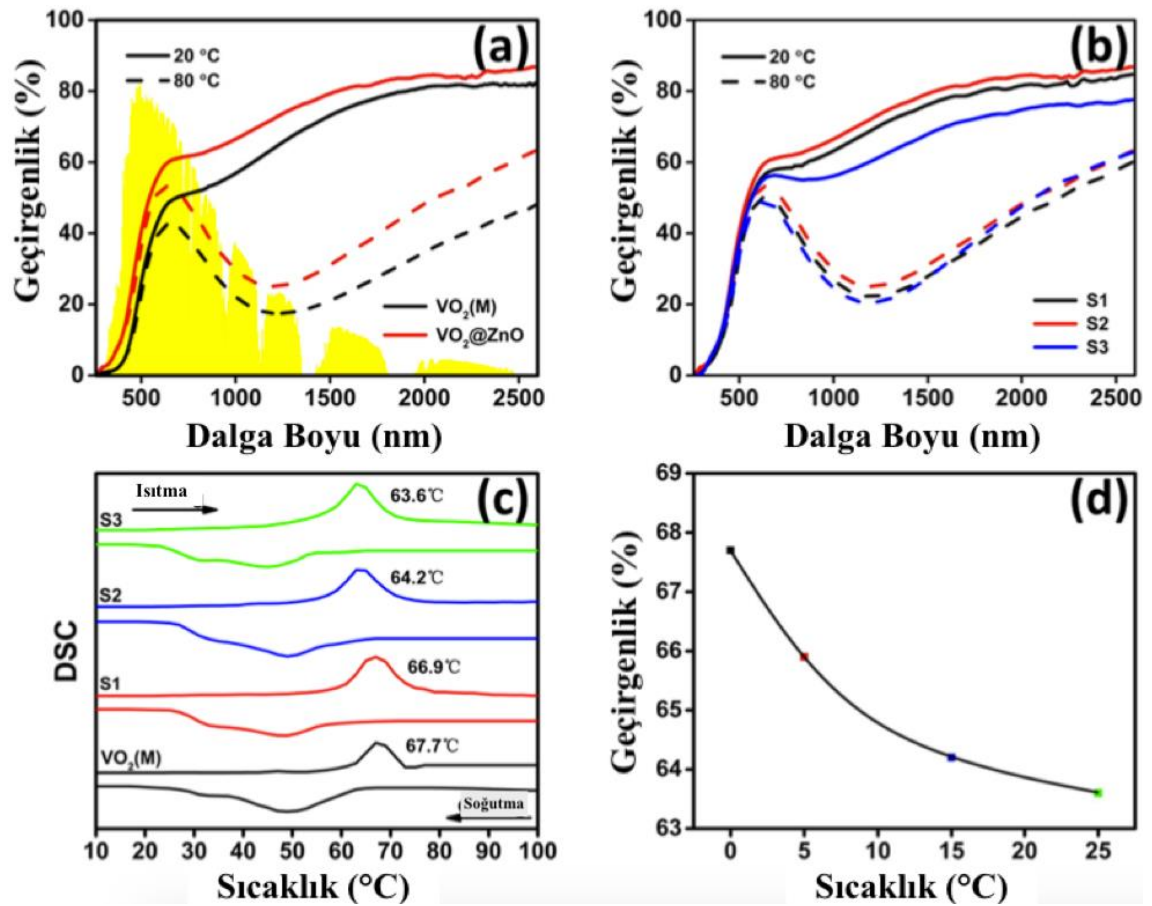 (a)
100
80
60
40
20
0
Geçirgenlik (%)
20 °C
80 °C
VO2(M)
VO2@ZnO
500 1000 1500 2000 2500
Dalga Boyu (nm)
(b)
100
80
60
40
20
0
Geçirgenlik (%)
20 °C
80 °C
S1
S2
S3
500 1000 1500 2000 2500
Dalga Boyu (nm)
(c)
DSC
Isıtma
S3
63.6℃
S2
64.2℃
S1
66.9℃
VO2(M)
67.7℃
Soğutma
10 20 30 40 50 60 70 80 90 100
Sıcaklık (°C)
(d)
69
68
67
66
65
64
63
Geçirgenlik (%)
0 5 10 15 20 25
Sıcaklık (°C)